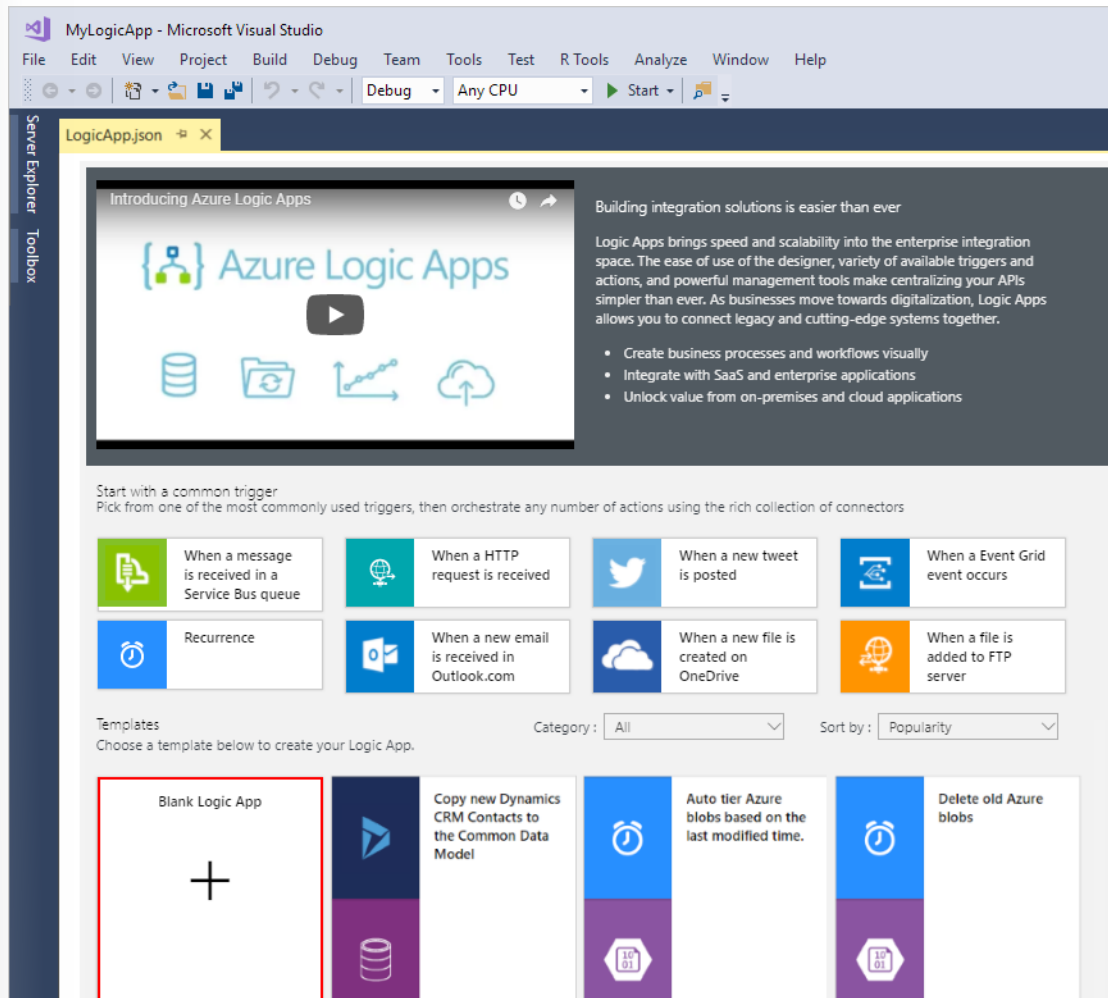 MyLogicApp - Microsoft Visual Studio
File Edit View Project Build Debug Team Tools Test R Tools Analyze Window Help
Debug Any CPU Start
Server Explorer
Toolbox
LogicApp.json
Introducing Azure Logic Apps
Azure Logic Apps
Building integration solutions is easier than ever
Logic Apps brings speed and scalability into the enterprise integration
space. The ease of use of the designer, variety of available triggers and
actions, and powerful management tools make centralizing your APIs
simpler than ever. As businesses move towards digitalization, Logic Apps
allows you to connect legacy and cutting-edge systems together.
• Create business processes and workflows visually
• Integrate with SaaS and enterprise applications
• Unlock value from on-premises and cloud applications
Start with a common trigger
Pick from one of the most commonly used triggers, then orchestrate any number of actions using the rich collection of connectors
When a message
is received in a
Service Bus queue
When a HTTP
request is received
When a new tweet
is posted
When a Event Grid
event occurs
Recurrence
When a new email
is received in
Outlook.com
When a new file is
created on
OneDrive
When a file is
added to FTP
server
Templates
Choose a template below to create your Logic App.
Category : All
Sort by : Popularity
Blank Logic App
Copy new Dynamics
CRM Contacts to
the Common Data
Model
Auto tier Azure
blobs based on the
last modified time.
10
01
Delete old Azure
blobs
10
01